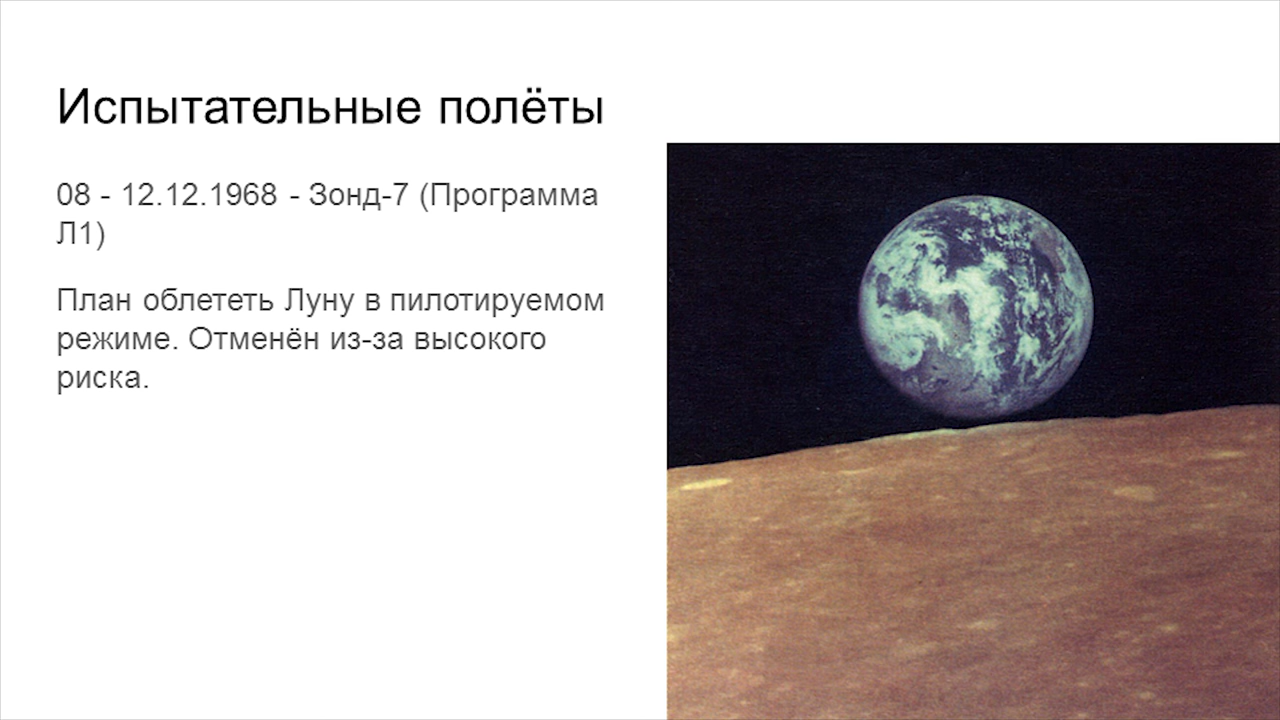 Испытательные полёты
08 - 12.12.1968 - Зонд-7 (Программа
Л1)
План облететь Луну в пилотируемом
режиме. Отменён из-за высокого
риска.